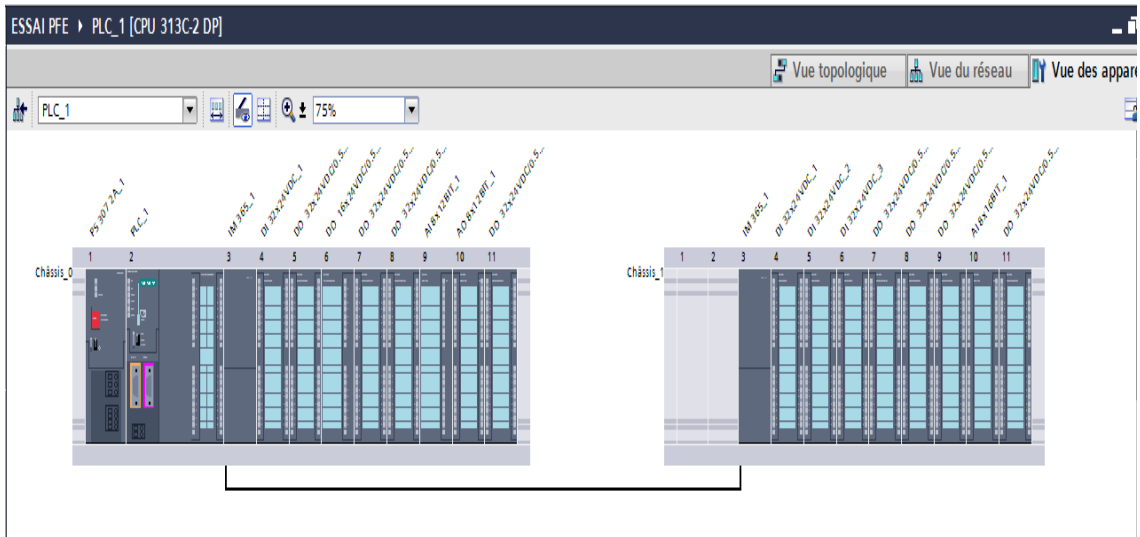 ESSAI PFE ▸ PLC_1 [CPU 313C-2 DP]
Vue topologique
Vue du réseau
Vue des appare
PLC_1
75%
PS 307 2A_1
PLC_1
IM 365_1
DI 32x24VDC_1
DO 32x24VDC/0.5...
DO 16x24VDC/0.5...
DO 32x24VDC/0.5...
DO 32x24VDC/0.5...
AI 8x12BIT_1
AO 8x12BIT_1
DO 32x24VDC/0.5...
Châssis_0
1 2 3 4 5 6 7 8 9 10 11
IM 365_1
DI 32x24VDC_1
DI 32x24VDC_2
DI 32x24VDC_3
DO 32x24VDC/0.5...
DO 32x24VDC/0.5...
DO 32x24VDC/0.5...
AI 8x16BIT_1
DO 32x24VDC/0.5...
Châssis_1
1 2 3 4 5 6 7 8 9 10 11